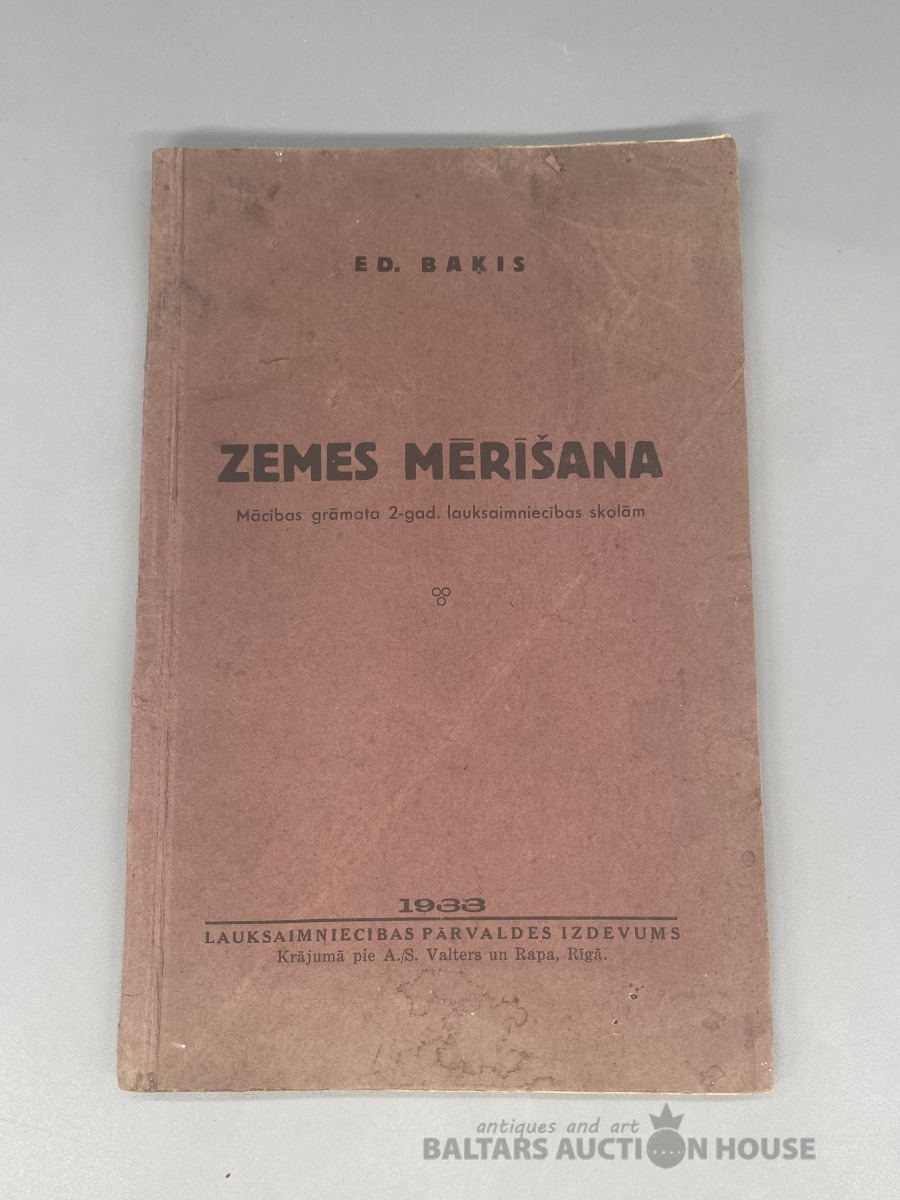 ED. BAĶIS
ZEMES MĒRĪŠANA
Mācības grāmata 2-gad. lauksaimniecības skolām
1933
LAUKSAIMNIECĪBAS PĀRVALDES IZDEVUMS
Krājumā pie A./S. Valters un Rapa, Rīgā.
antiques and art
BALTARS AUCTION HOUSE